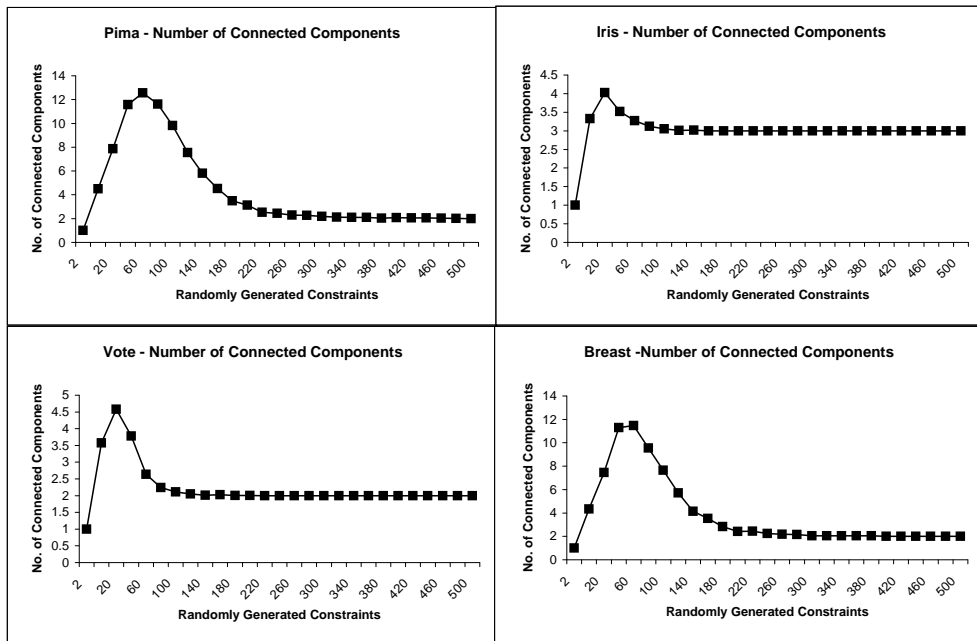 Pima - Number of Connected Components
No. of Connected Components
14
12
10
8
6
4
2
0
2 20 60 100 140 180 220 260 300 340 380 420 460 500
Randomly Generated Constraints
Iris - Number of Connected Components
No. of Connected Components
4.5
4
3.5
3
2.5
2
1.5
1
0.5
0
2 20 60 100 140 180 220 260 300 340 380 420 460 500
Randomly Generated Constraints
Vote - Number of Connected Components
No. of Connected Components
5
4.5
4
3.5
3
2.5
2
1.5
1
0.5
0
2 20 60 100 140 180 220 260 300 340 380 420 460 500
Randomly Generated Constraints
Breast -Number of Connected Components
No. of Connected Components
14
12
10
8
6
4
2
0
2 20 60 100 140 180 220 260 300 340 380 420 460 500
Randomly Generated Constraints